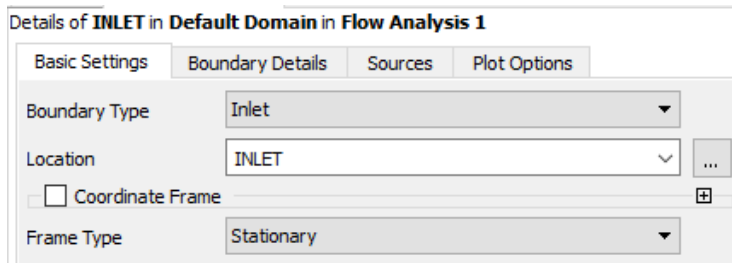 Details of INLET in Default Domain in Flow Analysis 1
Basic Settings Boundary Details Sources Plot Options
Boundary Type Inlet
Location INLET ...
Coordinate Frame
Frame Type Stationary